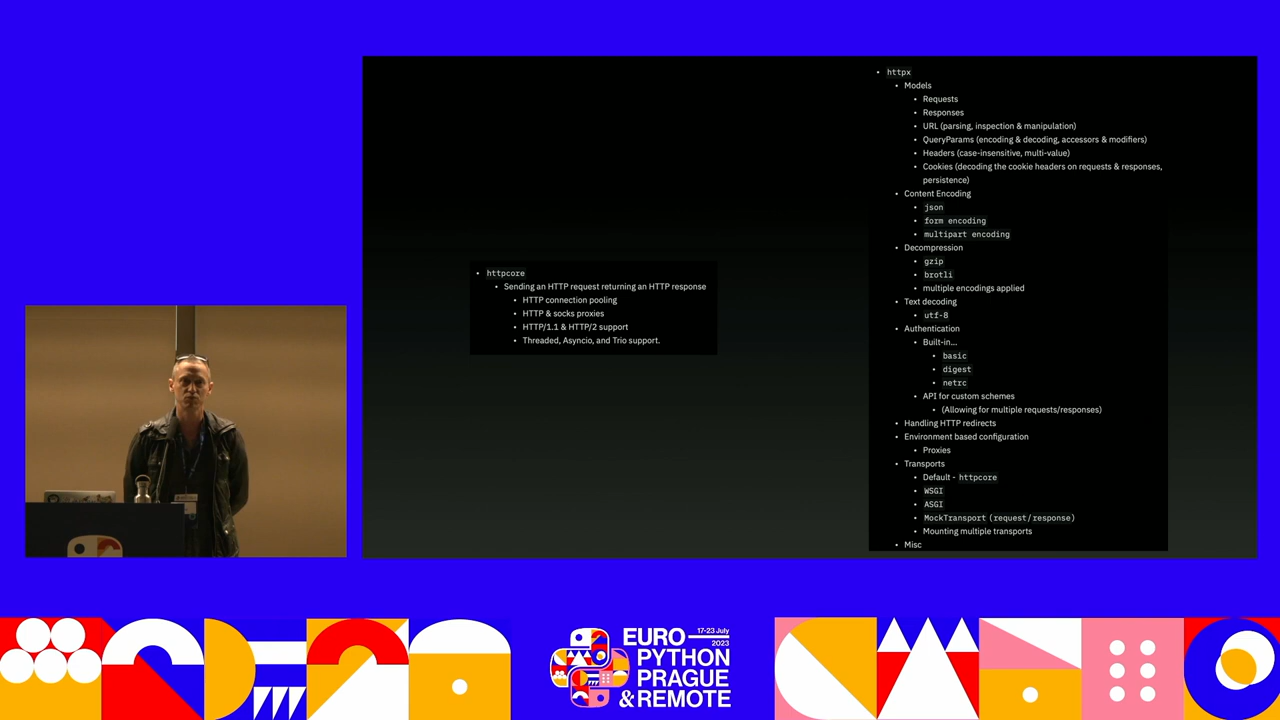 httpcore
Sending an HTTP request returning an HTTP response
HTTP connection pooling
HTTP & socks proxies
HTTP/1.1 & HTTP/2 support
Threaded, Asyncio, and Trio support.
httpx
Models
Requests
Responses
URL (parsing, inspection & manipulation)
QueryParams (encoding & decoding, accessors & modifiers)
Headers (case-insensitive, multi-value)
Cookies (decoding the cookie headers on requests & responses,
persistence)
Content Encoding
json
form encoding
multipart encoding
Decompression
gzip
brotli
multiple encodings applied
Text decoding
utf-8
Authentication
Built-in...
basic
digest
netrc
API for custom schemes
(Allowing for multiple requests/responses)
Handling HTTP redirects
Environment based configuration
Proxies
Transports
Default - httpcore
WSGI
ASGI
MockTransport (request/response)
Mounting multiple transports
Misc
EURO
17-23 July
2023
PYTHON
PRAGUE
& REMOTE